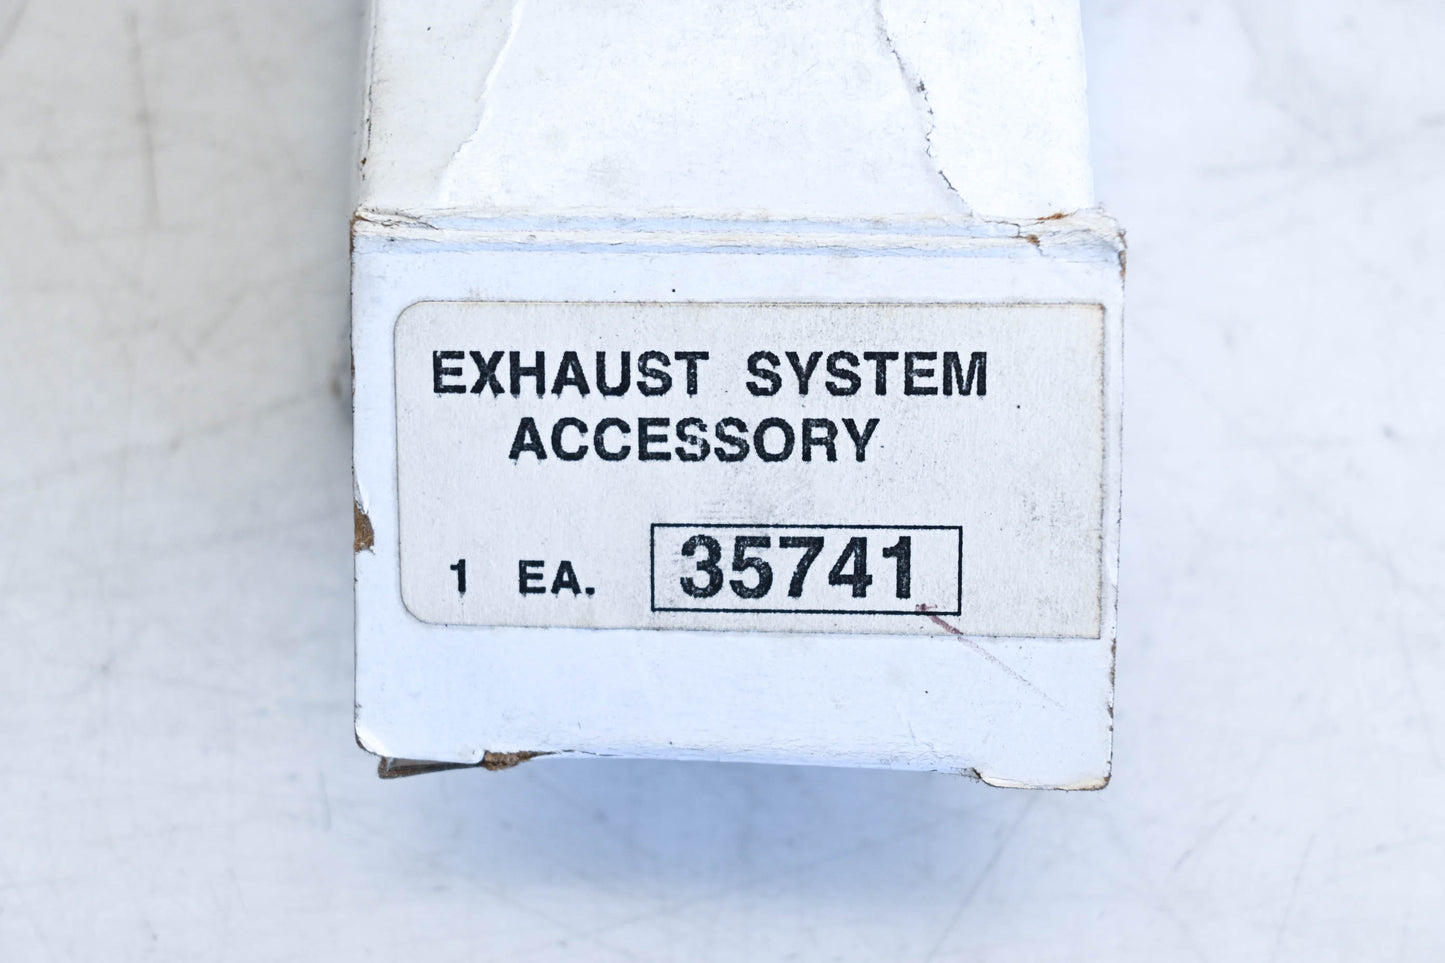 EXHAUST SYSTEM
ACCESSORY
1 EA. 35741